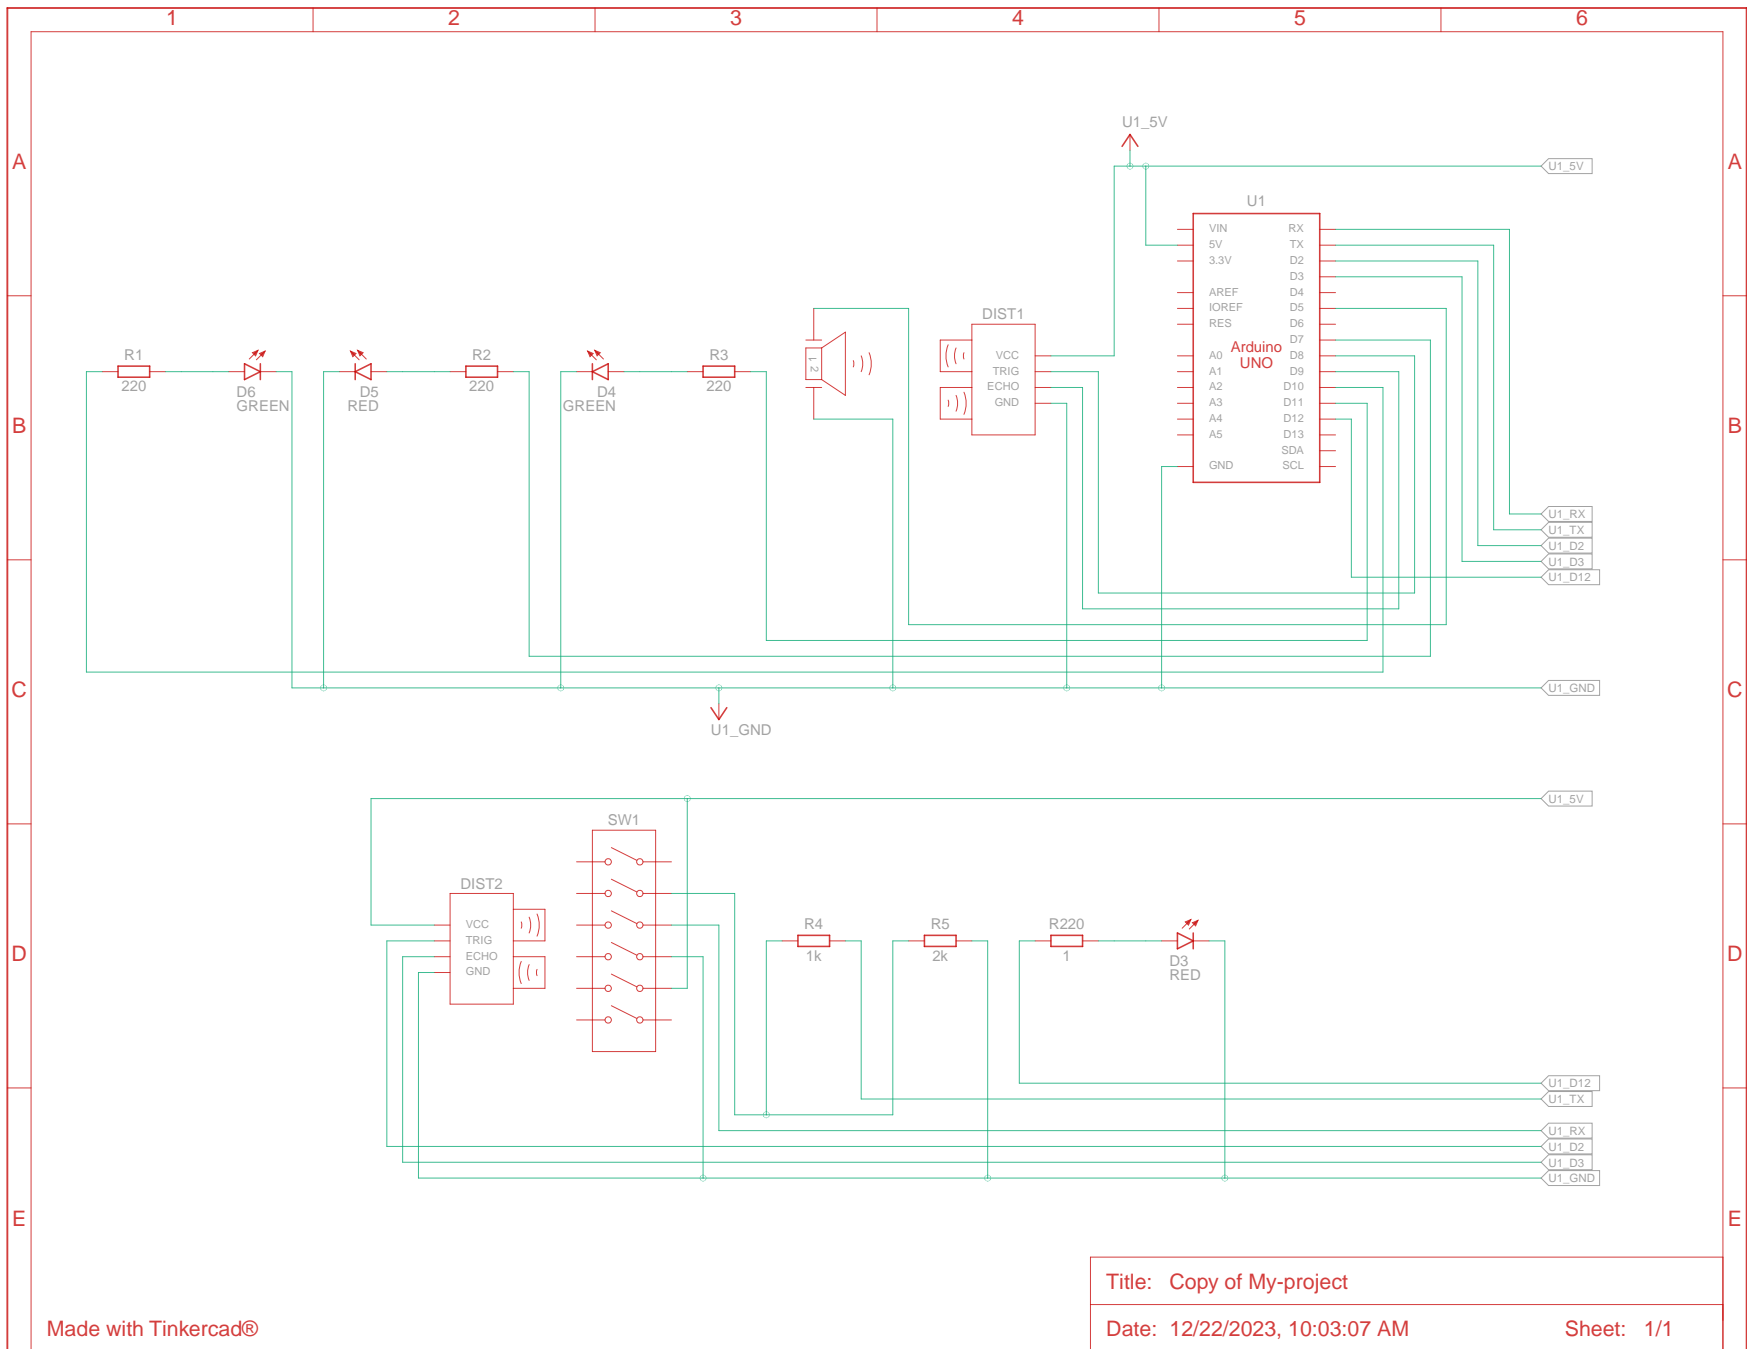 1 2 3 4 5 6
A A
B B
C C
D D
E E
U1_5V
U1_5V
U1
VIN RX
5V TX
3.3V D2
D3
AREF D4
IOREF D5
RES D6
D7
A0 D8
A1 D9
A2 D10
A3 D11
A4 D12
A5 D13
SDA
GND SCL
Arduino
UNO
DIST1
VCC
TRIG
ECHO
GND
1
2
R1
220
D6
GREEN
D5
RED
R2
220
D4
GREEN
R3
220
U1_RX
U1_TX
U1_D2
U1_D3
U1_D12
U1_GND
U1_GND
U1_5V
SW1
DIST2
VCC
TRIG
ECHO
GND
R4
1k
R5
2k
R220
1
D3
RED
U1_D12
U1_TX
U1_RX
U1_D2
U1_D3
U1_GND
Title: Copy of My-project
Made with Tinkercad®
Date: 12/22/2023, 10:03:07 AM Sheet: 1/1